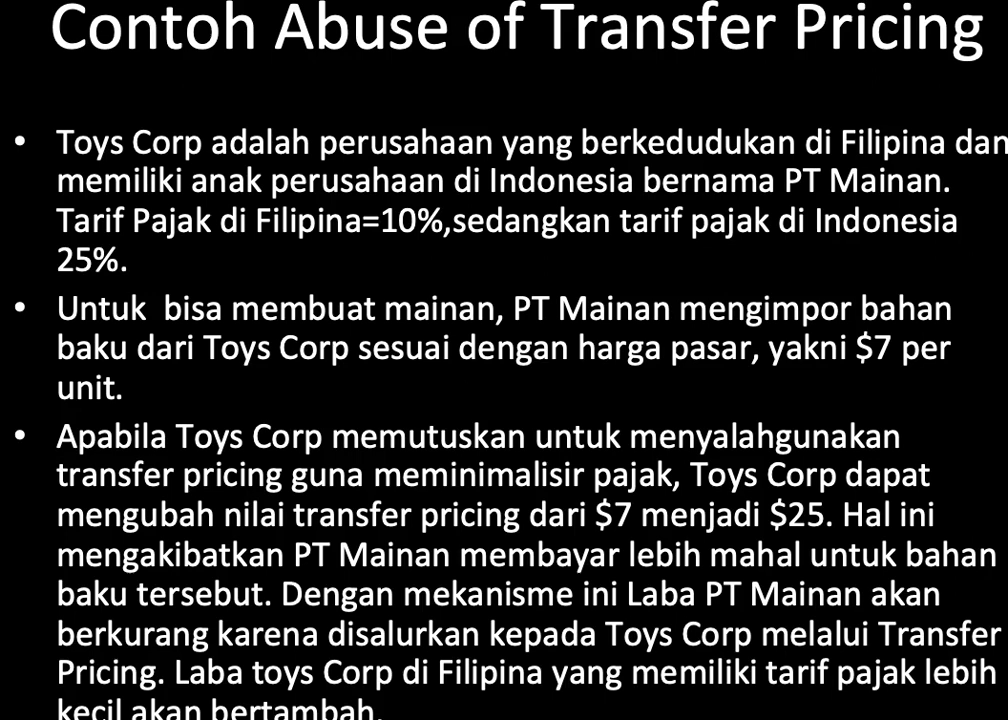 Contoh Abuse of Transfer Pricing
• Toys Corp adalah perusahaan yang berkedudukan di Filipina dan
memiliki anak perusahaan di Indonesia bernama PT Mainan.
Tarif Pajak di Filipina=10%,sedangkan tarif pajak di Indonesia
25%.
• Untuk  bisa membuat mainan, PT Mainan mengimpor bahan
baku dari Toys Corp sesuai dengan harga pasar, yakni $7 per
unit.
• Apabila Toys Corp memutuskan untuk menyalahgunakan
transfer pricing guna meminimalisir pajak, Toys Corp dapat
mengubah nilai transfer pricing dari $7 menjadi $25. Hal ini
mengakibatkan PT Mainan membayar lebih mahal untuk bahan
baku tersebut. Dengan mekanisme ini Laba PT Mainan akan
berkurang karena disalurkan kepada Toys Corp melalui Transfer
Pricing. Laba toys Corp di Filipina yang memiliki tarif pajak lebih
kecil akan bertambah.